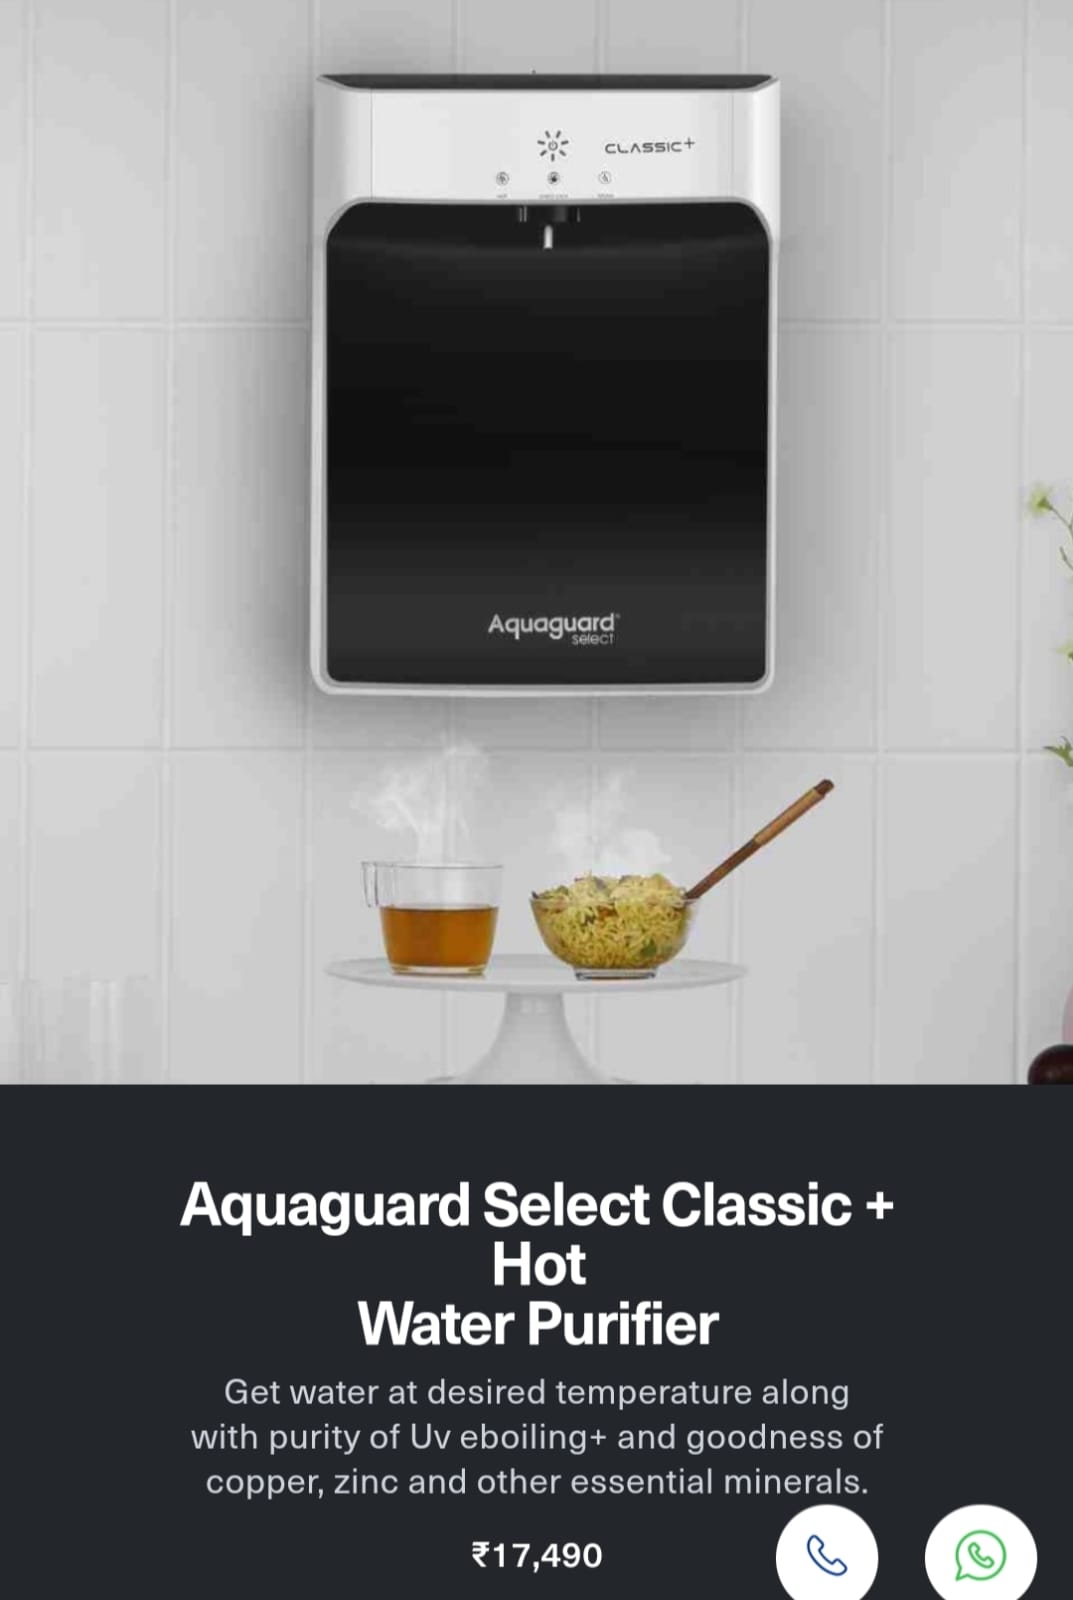 CLASSIC+
Aquaguard
select
Aquaguard Select Classic +
Hot
Water Purifier
Get water at desired temperature along
with purity of Uv eboiling+ and goodness of
copper, zinc and other essential minerals.
₹17,490